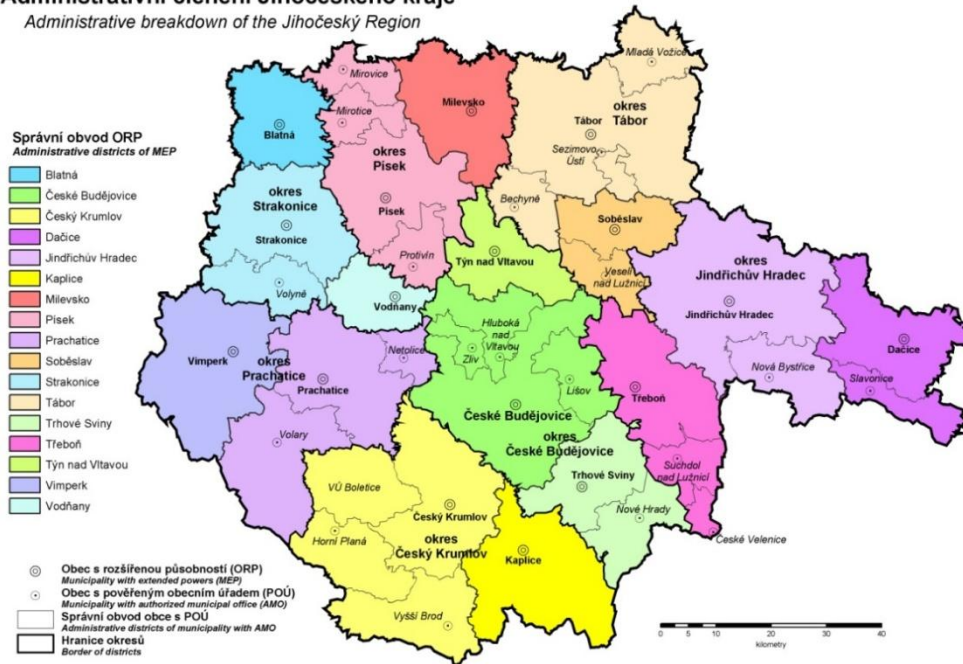 Administrativní členění Jihočeského kraje
Administrative breakdown of the Jihočeský Region
Správní obvod ORP
Administrative districts of MEP
Blatná
České Budějovice
Český Krumlov
Dačice
Jindřichův Hradec
Kaplice
Milevsko
Písek
Prachatice
Soběslav
Strakonice
Tábor
Trhové Sviny
Třeboň
Týn nad Vltavou
Vimperk
Vodňany
Obec s rozšířenou působností (ORP)
Municipality with extended powers (MEP)
Obec s pověřeným obecním úřadem (POÚ)
Municipality with authorized municipal office (AMO)
Správní obvod obce s POÚ
Administrative districts of municipality with AMO
Hranice okresů
Border of districts
Mladá Vožice
Mirovice
Milevsko
okres
Tábor
Tábor
Mirotice
Blatná
Sezimovo
Ústí
okres
Písek
okres
Strakonice
Písek
Bechyně
Strakonice
Soběslav
Protivín
Týn nad Vltavou
Veselí
nad Lužnicí
okres
Jindřichův Hradec
Volyně
Vodňany
Jindřichův Hradec
Hluboká
nad
Vltavou
Zliv
Vimperk
okres
Prachatice
Netolice
Prachatice
Dačice
Nová Bystřice
Slavonice
Lišov
Třeboň
České Budějovice
okres
České Budějovice
Volary
Trhové Sviny
Suchdol
nad Lužnicí
VÚ Boletice
Český Krumlov
Nové Hrady
České Velenice
Horní Planá
okres
Český Krumlov
Kaplice
Vyšší Brod
0 5 10 20 30 40
kilometry